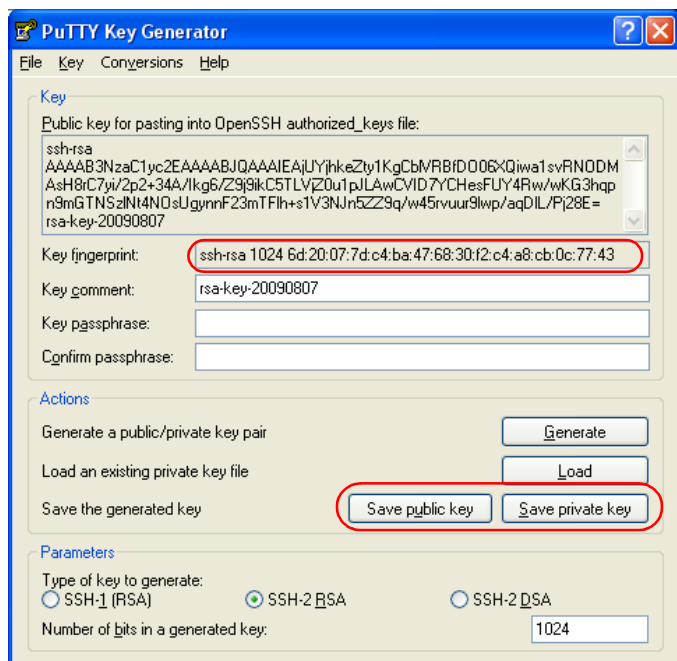 PuTTY Key Generator
File Key Conversions Help
Key
Public key for pasting into OpenSSH authorized_keys file:
ssh-rsa
AAAAB3NzaC1yc2EAAAABJQAAAIEAjUYjhkeZty1KgCblVRBfDO06XQiwa1svRNODM
AsH8rC7yi/2p2+34A/Ikg6/Z9j9ikC5TLVjZ0u1pJLAwCVID7YCHesFUY4Rw/wKG3hqp
n9mGTNSzlNt4NOsUgynnF23mTFlh+s1V3NJn5ZZ9q/w45rvuur9lwp/aqDIL/Pj28E=
rsa-key-20090807
Key fingerprint: ssh-rsa 1024 6d:20:07:7d:c4:ba:47:68:30:f2:c4:a8:cb:0c:77:43
Key comment: rsa-key-20090807
Key passphrase:
Confirm passphrase:
Actions
Generate a public/private key pair Generate
Load an existing private key file Load
Save the generated key Save public key Save private key
Parameters
Type of key to generate:
SSH-1 (RSA) SSH-2 RSA SSH-2 DSA
Number of bits in a generated key: 1024